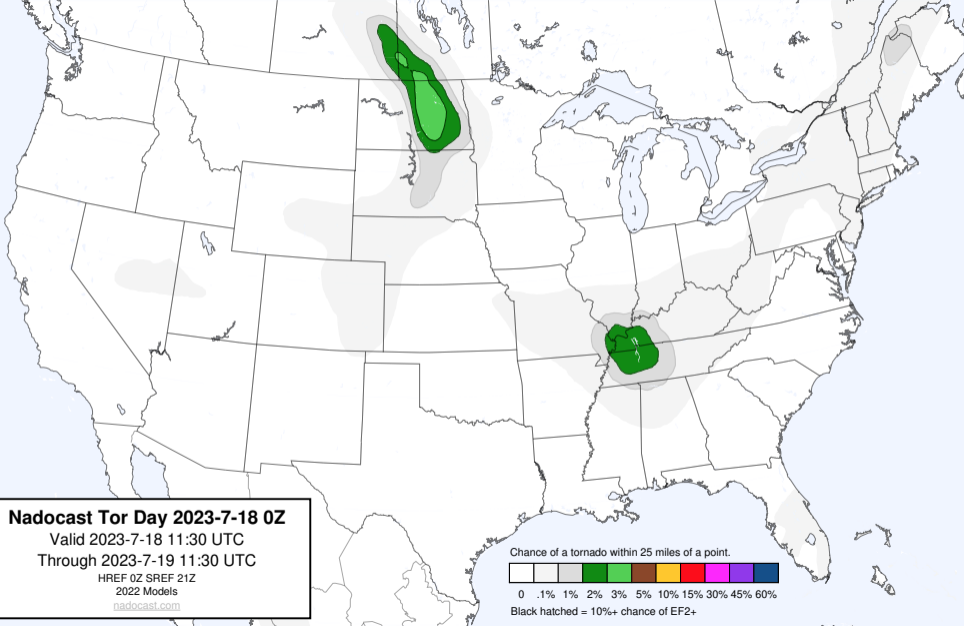 Nadocast Tor Day 2023-7-18 0Z
Valid 2023-7-18 11:30 UTC
Through 2023-7-19 11:30 UTC
HREF 0Z SREF 21Z
2022 Models
nadocast.com
Chance of a tornado within 25 miles of a point.
0 .1% 1% 2% 3% 5% 10% 15% 30% 45% 60%
Black hatched = 10%+ chance of EF2+